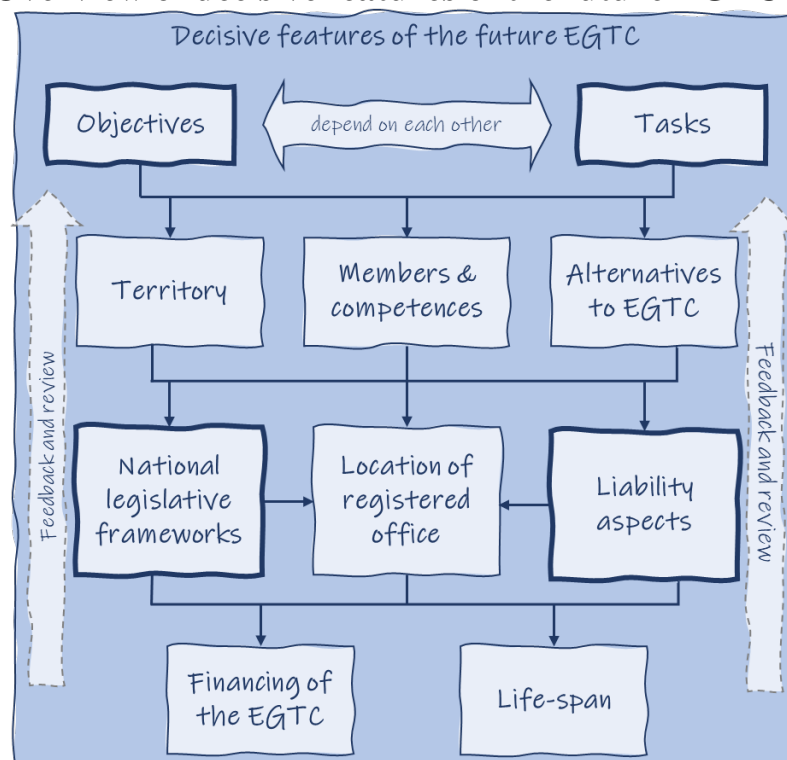 Decisive features of the future EGTC
Objectives
depend on each other
Tasks
Territory
Members &
competences
Alternatives
to EGTC
Feedback and review
Feedback and review
National
legislative
frameworks
Location of
registered
office
Liability
aspects
Financing of
the EGTC
Life-span